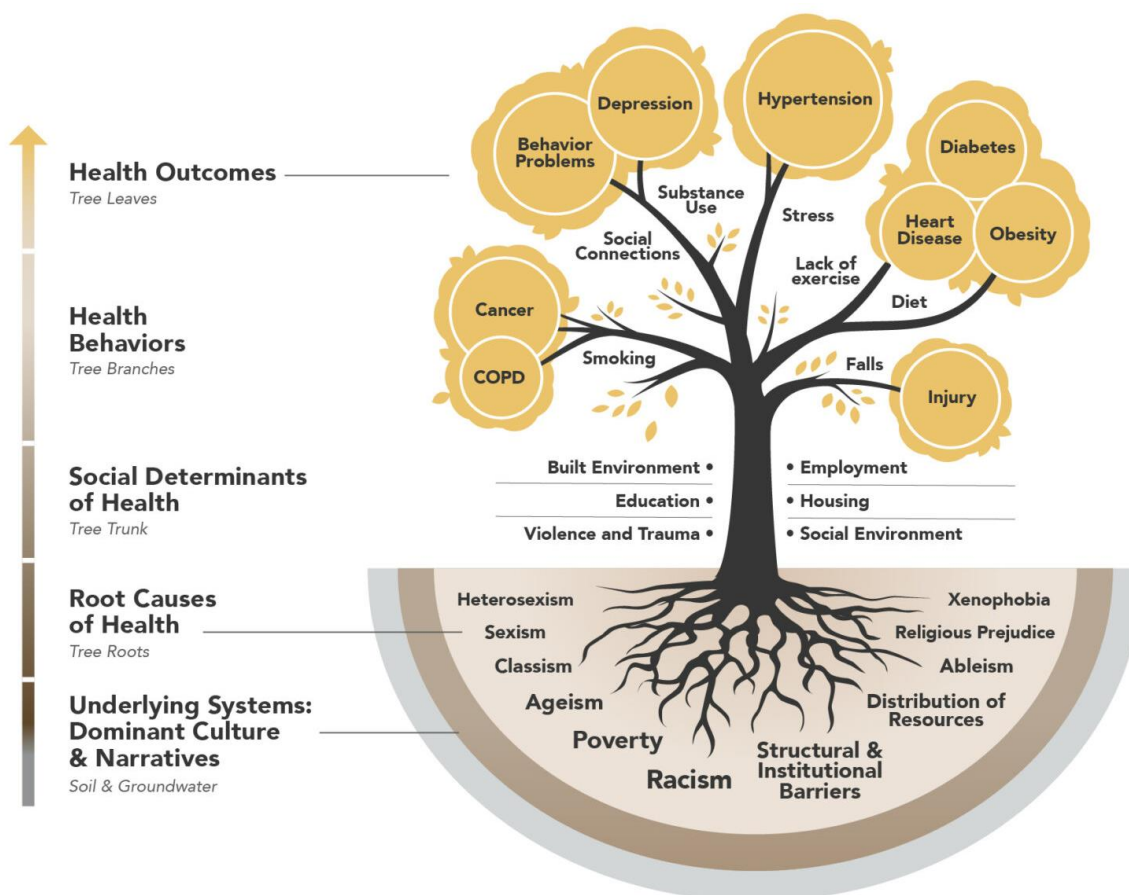 Health Outcomes
Tree Leaves
Health
Behaviors
Tree Branches
Social Determinants
of Health
Tree Trunk
Root Causes
of Health
Tree Roots
Underlying Systems:
Dominant Culture
& Narratives
Soil & Groundwater
Depression
Behavior
Problems
Hypertension
Diabetes
Heart
Disease
Obesity
Substance
Use
Stress
Social
Connections
Lack of
exercise
Diet
Cancer
COPD
Smoking
Falls
Injury
Built Environment •
• Employment
Education •
• Housing
Violence and Trauma •
• Social Environment
Heterosexism
Sexism
Classism
Ageism
Poverty
Racism
Structural &
Institutional
Barriers
Distribution of
Resources
Ableism
Religious Prejudice
Xenophobia